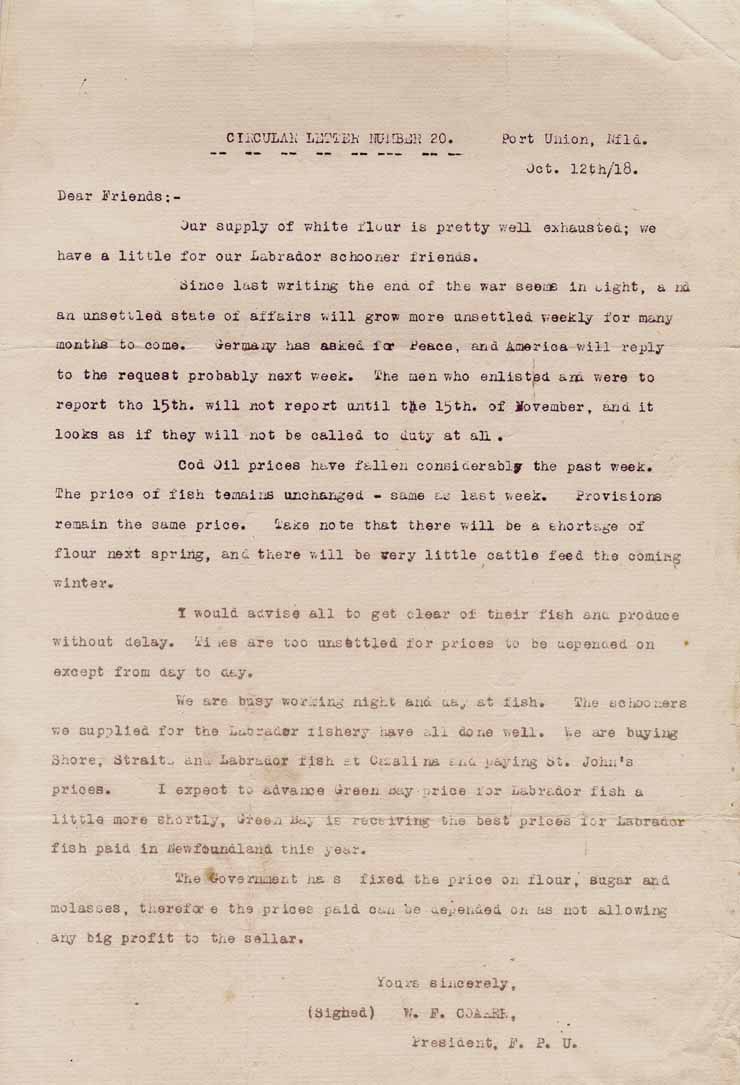 CIRCULAR LETTER NUMBER 20. Port Union, Nfld.
Oct. 12th/18.
Dear Friends:-
Our supply of white flour is pretty well exhausted; we
have a little for our Labrador schooner friends.
Since last writing the end of the war seems in sight, a nd
an unsettled state of affairs will grow more unsettled weekly for many
months to come. Germany has asked for Peace, and America will reply
to the request probably next week. The men who enlisted and were to
report the 15th. will not report until the 15th. of November, and it
looks as if they will not be called to duty at all.
Cod Oil prices have fallen considerably the past week.
The price of fish temains unchanged - same as last week. Provisions
remain the same price. Take note that there will be a shortage of
flour next spring, and there will be very little cattle feed the coming
winter.
I would advise all to get clear of their fish and produce
without delay. Times are too unsettled for prices to be depended on
except from day to day.
We are busy working night and day at fish. The schooners
we supplied for the Labrador fishery have all done well. We are buying
Shore, Straits and Labrador fish at Catalina and paying St. John's
prices. I expect to advance Green Bay price for Labrador fish a
little more shortly, Green Bay is receiving the best prices for Labrador
fish paid in Newfoundland this year.
The Government ha s fixed the price on flour, sugar and
molasses, therefor e the prices paid can be depended on as not allowing
any big profit to the sellar.
Yours sincerely,
(Sighed) W. F. COAKER,
President, F. P. U.